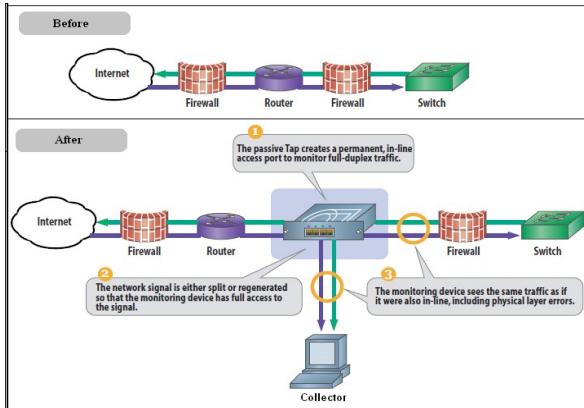 Before
Internet
Firewall
Router
Firewall
Switch
After
1
The passive Tap creates a permanent, in-line
access port to monitor full-duplex traffic.
Internet
Firewall
Router
Firewall
Switch
2
The network signal is either split or regenerated
so that the monitoring device has full access to
the signal.
3
The monitoring device sees the same traffic as if
it were also in-line, including physical layer errors.
Collector